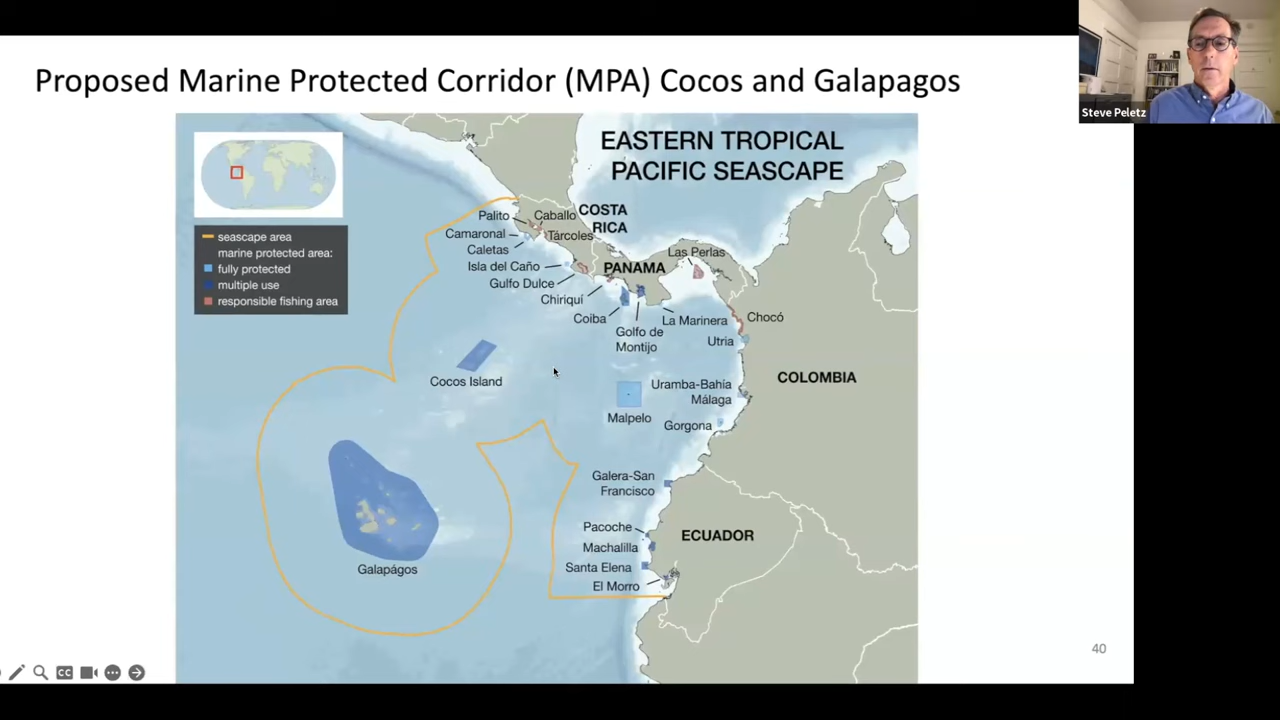 Proposed Marine Protected Corridor (MPA) Cocos and Galapagos
Steve Peletz
EASTERN TROPICAL
PACIFIC SEASCAPE
seascape area
marine protected area:
fully protected
multiple use
responsible fishing area
COSTA
RICA
Palito
Caballo
Camaronal
Tárcoles
Caletas
Isla del Caño
Gulfo Dulce
Chiriquí
Coiba
PANAMA
Las Perlas
Golfo de
Montijo
La Marinera
Chocó
Utria
COLOMBIA
Cocos Island
Malpelo
Uramba-Bahía
Málaga
Gorgona
Galera-San
Francisco
Pacoche
Machalilla
Santa Elena
El Morro
ECUADOR
Galapágos
40
CC